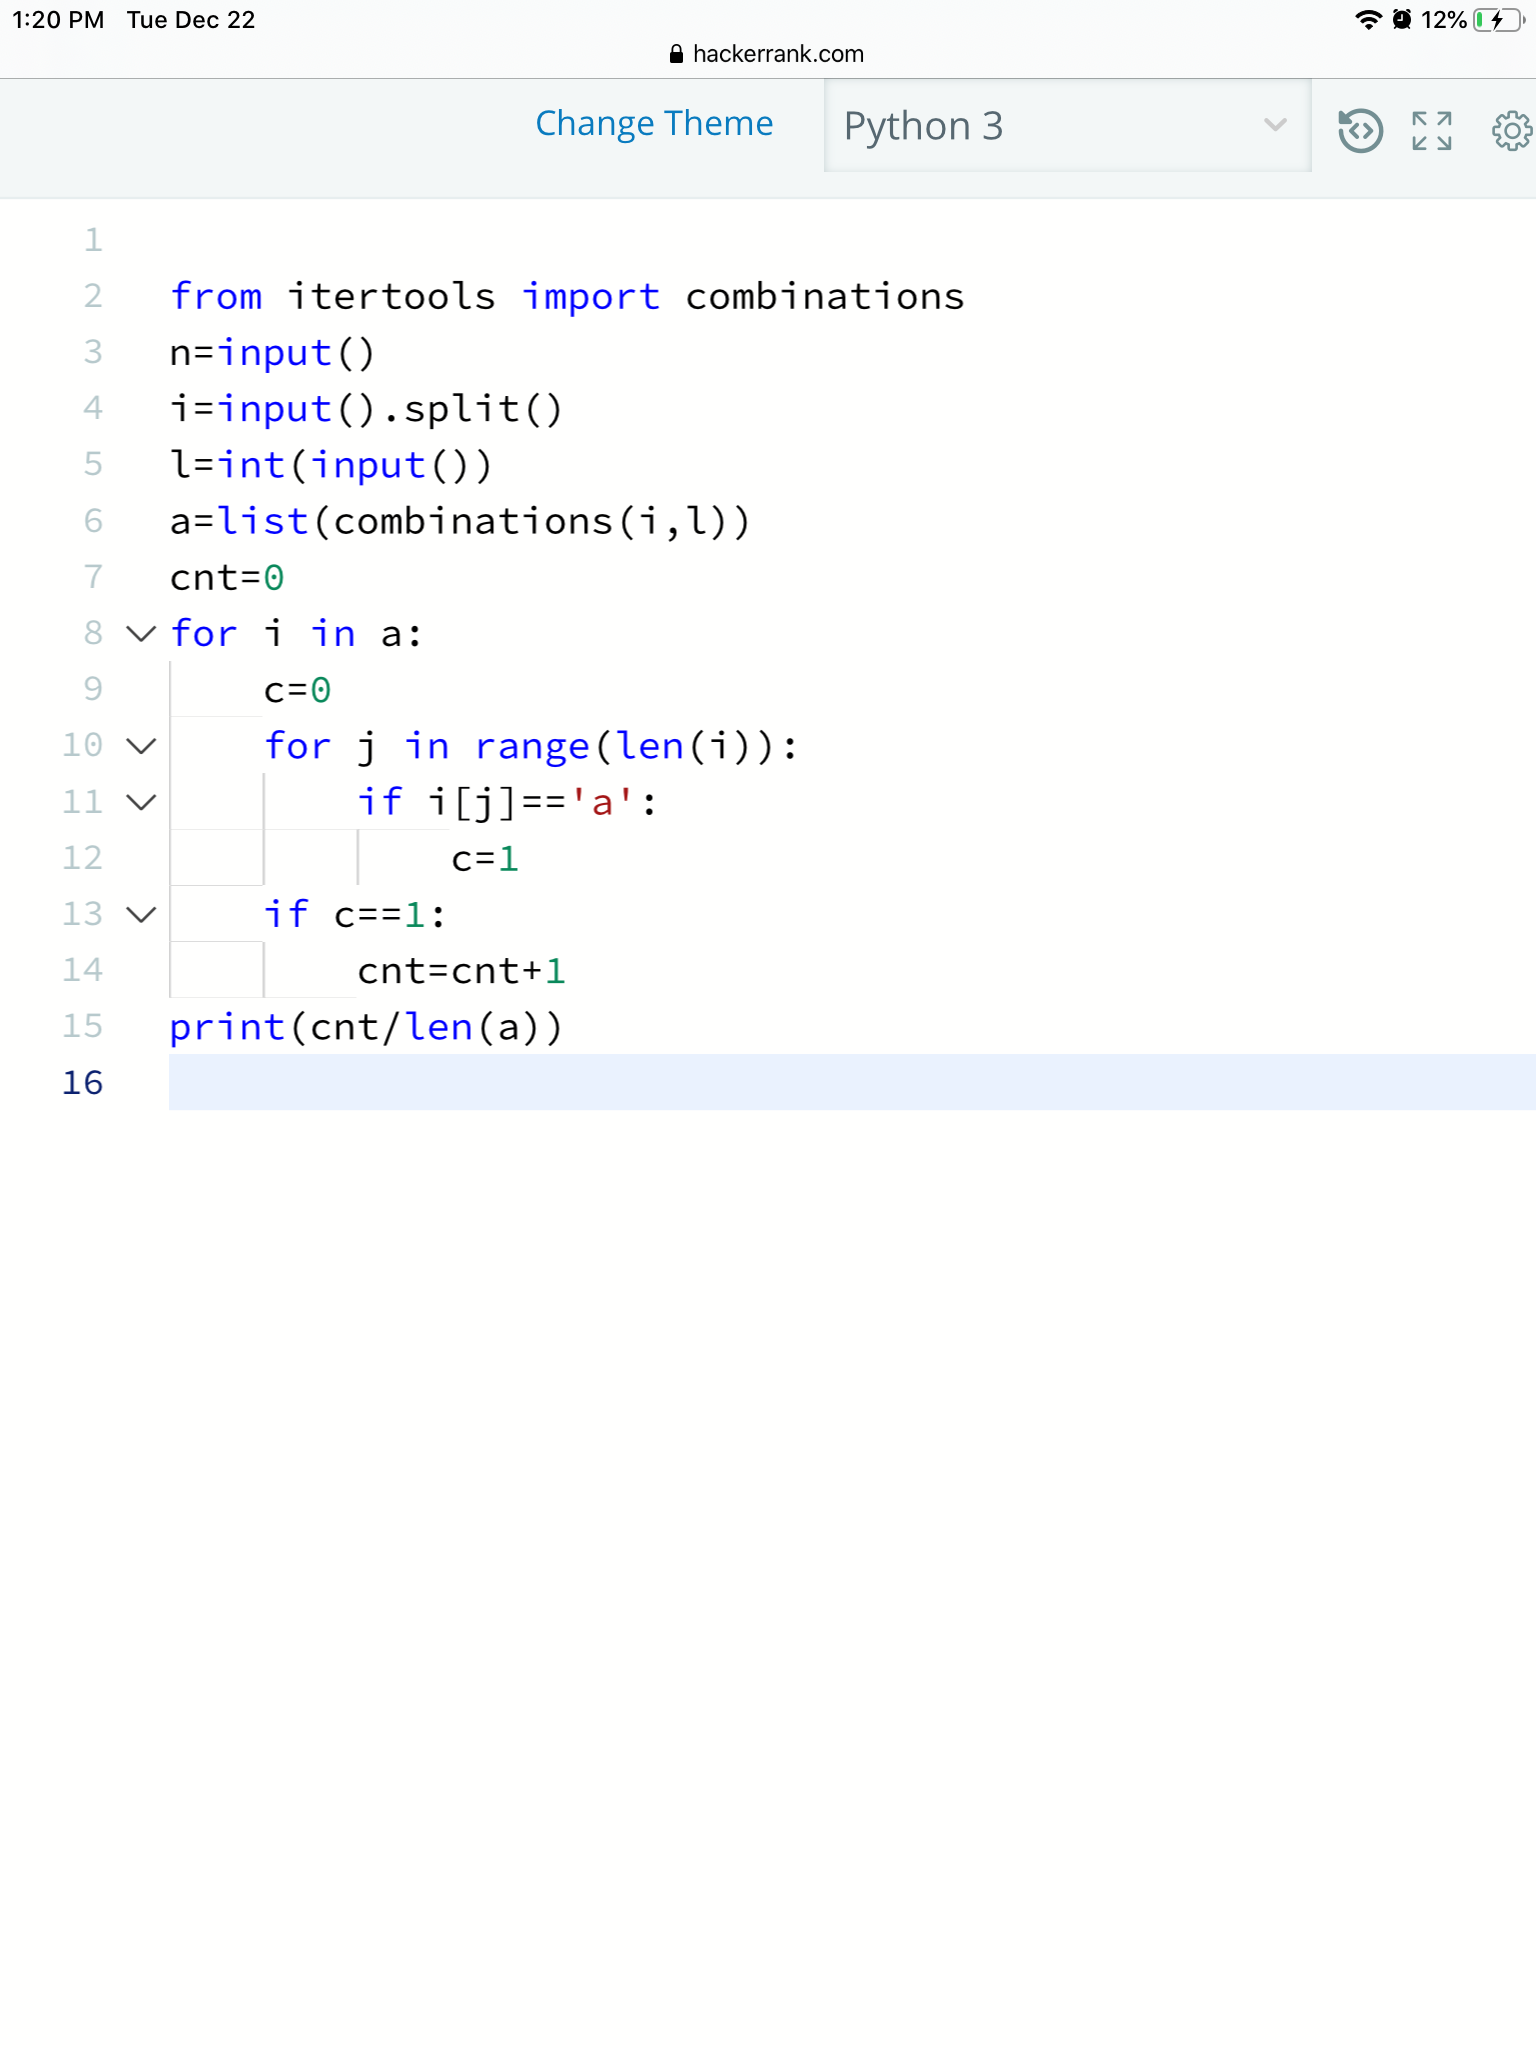 1:20 PM Tue Dec 22
12%
hackerrank.com
Change Theme
Python 3
1
2 from itertools import combinations
3 n=input()
4 i=input().split()
5 l=int(input())
6 a=list(combinations(i,l))
7 cnt=0
8 for i in a:
9     c=0
10     for j in range(len(i)):
11         if i[j]=='a':
12             c=1
13     if c==1:
14         cnt=cnt+1
15 print(cnt/len(a))
16